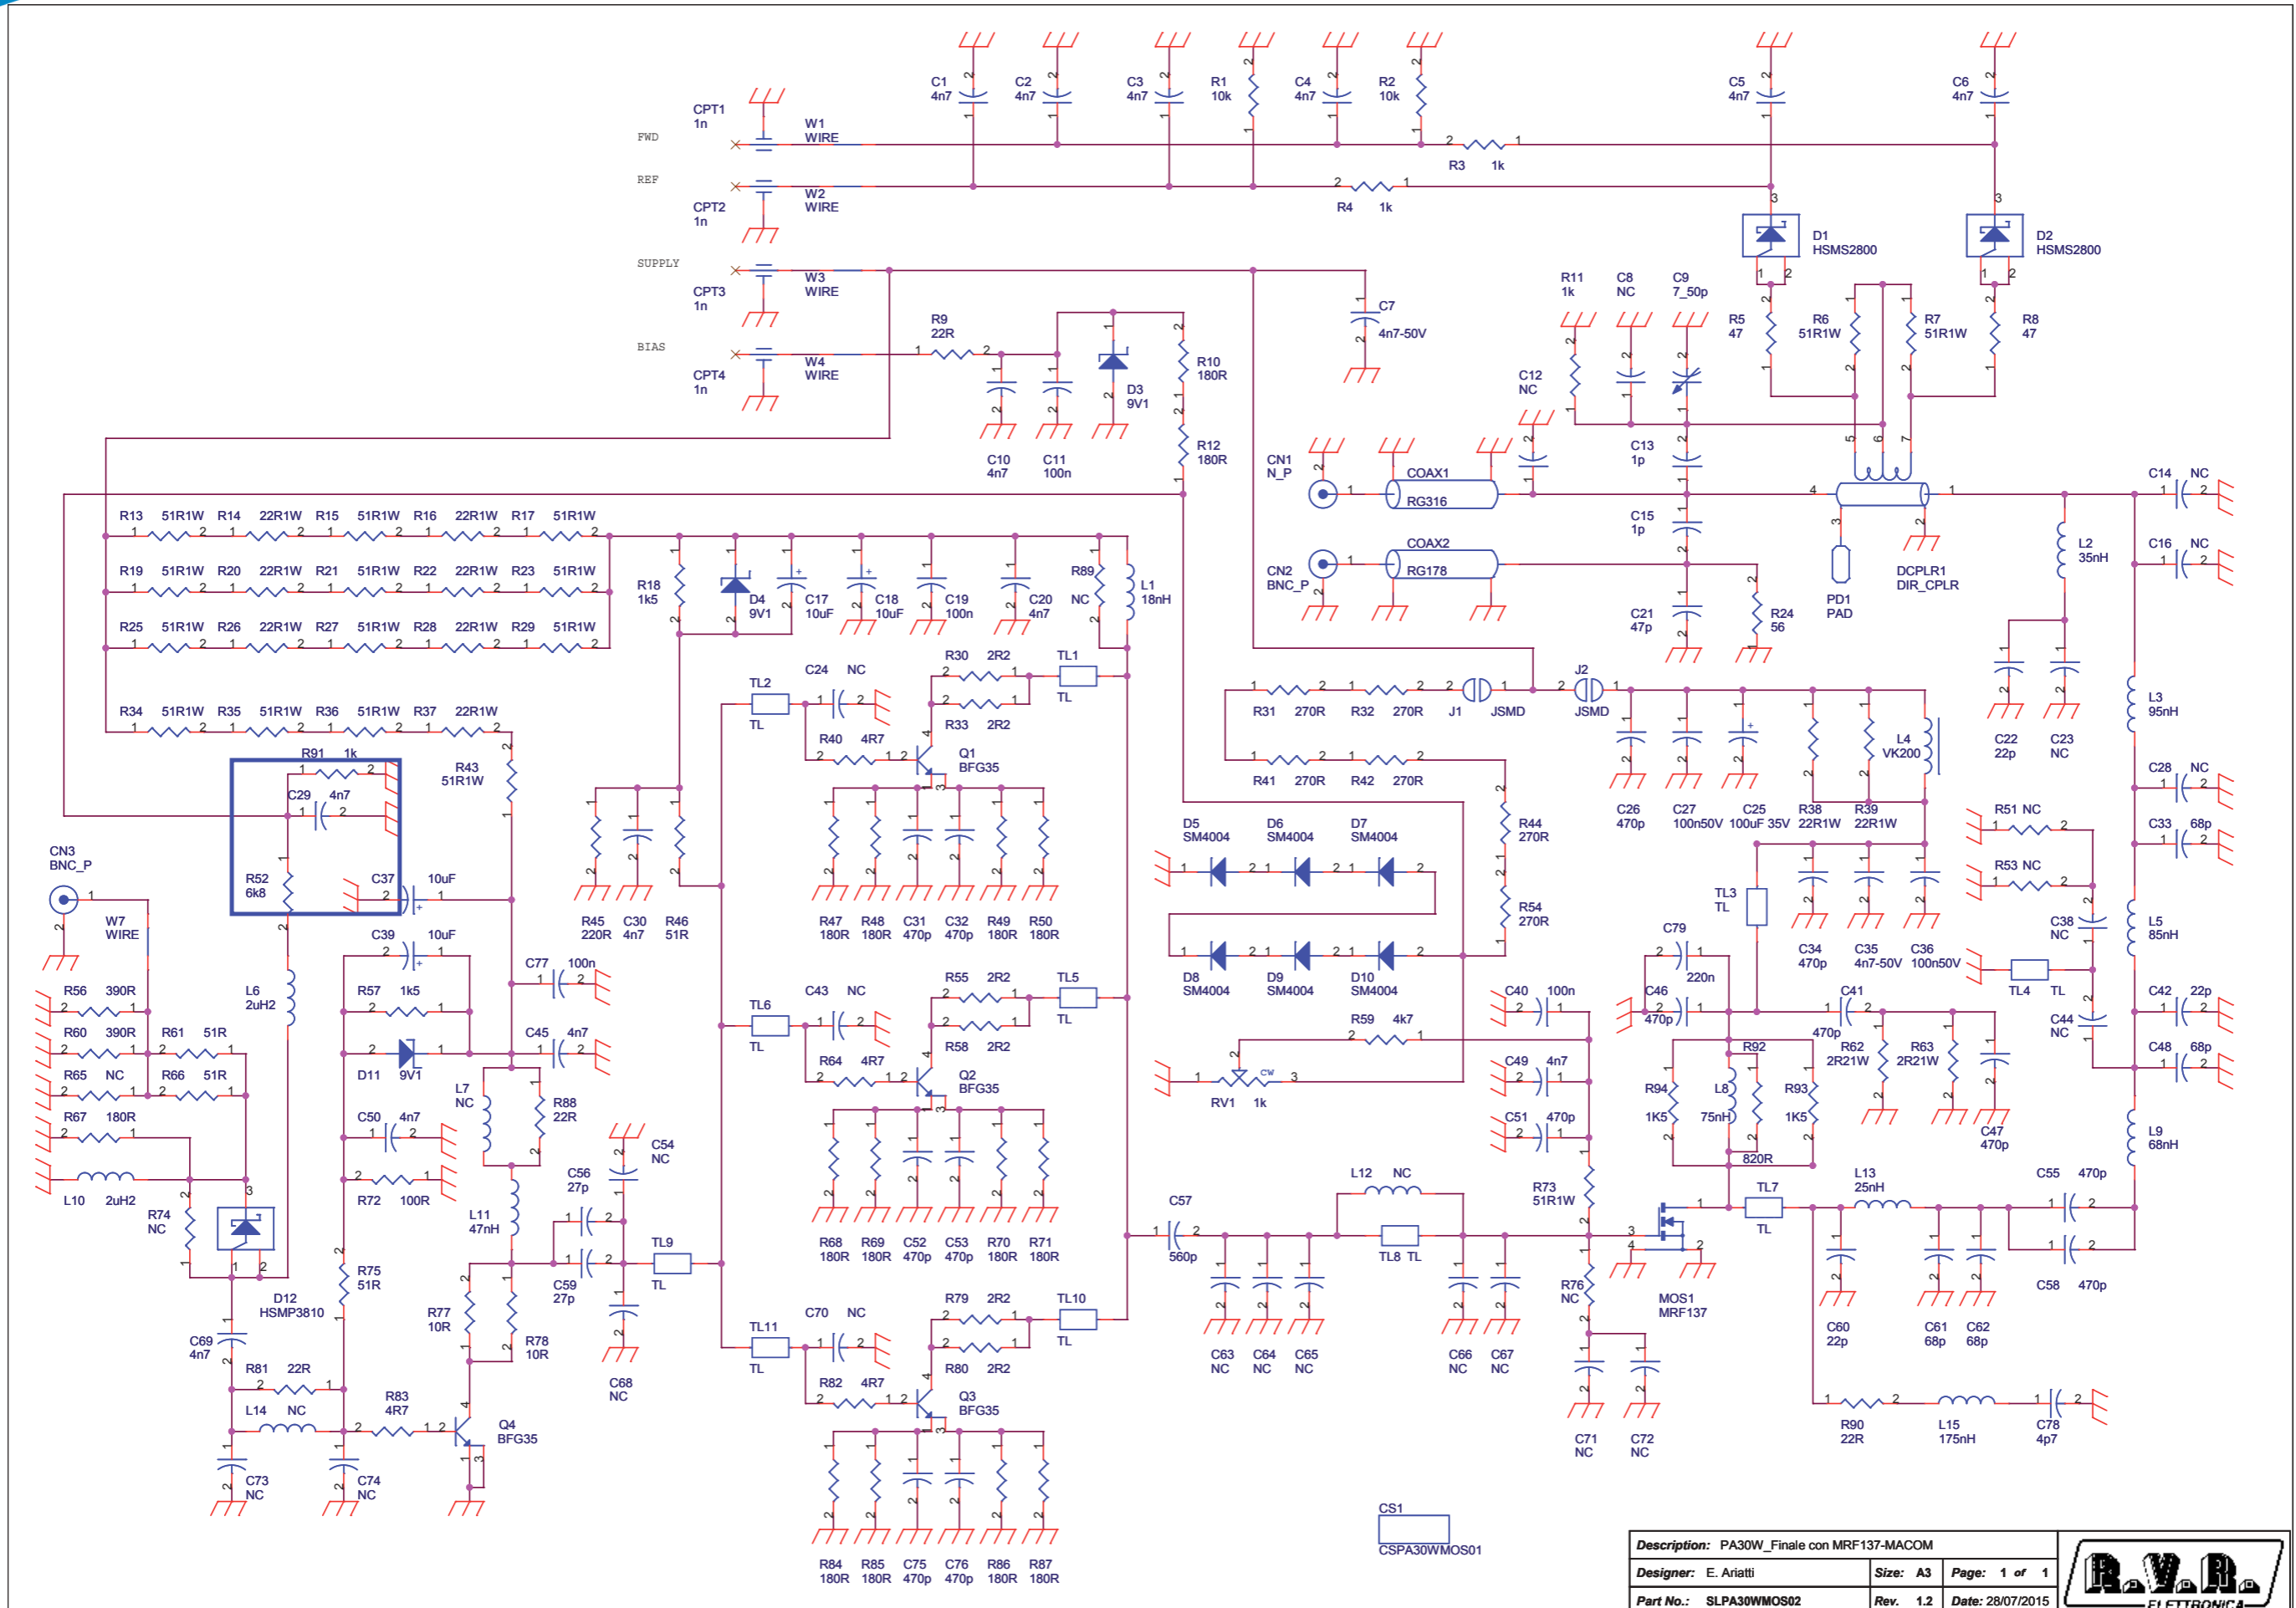 C1
4n7
C2
4n7
C3
4n7
R1
10k
C4
4n7
R2
10k
C5
4n7
C6
4n7
CPT1
1n
FWD
W1
WIRE
R3 1k
REF
CPT2
1n
W2
WIRE
R4 1k
D1
HSMS2800
D2
HSMS2800
SUPPLY
CPT3
1n
W3
WIRE
BIAS
CPT4
1n
W4
WIRE
R9
22R
C10
4n7
C11
100n
D3
9V1
R10
180R
R12
180R
C7
4n7-50V
R11
1k
C8
NC
C9
7_50p
R5
47
R6
51R1W
R7
51R1W
R8
47
C12
NC
C13
1p
CN1
N_P
COAX1
RG316
C15
1p
CN2
BNC_P
COAX2
RG178
C21
47p
R24
56
PD1
PAD
DCPLR1
DIR_CPLR
L2
35nH
C14 NC
C16 NC
C22
22p
C23
NC
L3
95nH
R13 51R1W R14 22R1W R15 51R1W R16 22R1W R17 51R1W
R19 51R1W R20 22R1W R21 51R1W R22 22R1W R23 51R1W
R25 51R1W R26 22R1W R27 51R1W R28 22R1W R29 51R1W
R34 51R1W R35 51R1W R36 51R1W R37 22R1W
R18
1k5
D4
9V1
C17
10uF
C18
10uF
C19
100n
C20
4n7
R89
NC
L1
18nH
R91 1k
C29 4n7
R52
6k8
R43
51R1W
C37 10uF
CN3
BNC_P
W7
WIRE
TL2
TL
C24 NC
R30 2R2
R33 2R2
TL1
TL
R40 4R7
Q1
BFG35
R45
220R
C30
4n7
R46
51R
R47
180R
R48
180R
C31
470p
C32
470p
R49
180R
R50
180R
R31 270R R32 270R J1 JSMD
J2
JSMD
R41 270R R42 270R
R44
270R
R54
270R
C26
470p
C27
100n50V
C25
100uF 35V
R38
22R1W
R39
22R1W
L4
VK200
D5
SM4004
D6
SM4004
D7
SM4004
D8
SM4004
D9
SM4004
D10
SM4004
C28 NC
C33 68p
R51 NC
R53 NC
C38
NC
L5
85nH
TL3
TL
C34
470p
C35
4n7-50V
C36
100n50V
TL4 TL
C44
NC
C42 22p
C48 68p
C39 10uF
C77 100n
R57 1k5
D11 9V1
C45 4n7
L6
2uH2
R56 390R
R60 390R
R61 51R
R65 NC
R66 51R
R67 180R
L10 2uH2
C50 4n7
R72 100R
L7
NC
R88
22R
L11
47nH
R74
NC
D12
HSMP3810
R75
51R
C56
27p
C54
NC
C59
27p
C68
NC
TL9
TL
R77
10R
R78
10R
C69
4n7
R81 22R
L14 NC
R83
4R7
Q4
BFG35
C73
NC
C74
NC
TL6
TL
C43 NC
R55 2R2
R58 2R2
TL5
TL
R64 4R7
Q2
BFG35
R68
180R
R69
180R
C52
470p
C53
470p
R70
180R
R71
180R
TL11
TL
C70 NC
R79 2R2
R80 2R2
TL10
TL
R82 4R7
Q3
BFG35
R84
180R
R85
180R
C75
470p
C76
470p
R86
180R
R87
180R
C40 100n
R59 4k7
RV1 1k
CW
C49 4n7
C51 470p
C57
560p
L12 NC
TL8 TL
C63
NC
C64
NC
C65
NC
C66
NC
C67
NC
R73
51R1W
R76
NC
C71
NC
C72
NC
MOS1
MRF137
C79
220n
C46
470p
C41
470p
R94
1K5
L8
75nH
R92
820R
R93
1K5
R62
2R21W
R63
2R21W
C47
470p
L9
68nH
TL7
TL
L13
25nH
C55 470p
C58 470p
C60
22p
C61
68p
C62
68p
R90
22R
L15
175nH
C78
4p7
CS1
CSPA30WMOS01
Description: PA30W_Finale con MRF137-MACOM
Designer: E. Ariatti Size: A3 Page: 1 of 1
Part No.: SLPA30WMOS02 Rev. 1.2 Date: 28/07/2015
R.V.R.
ELETTRONICA